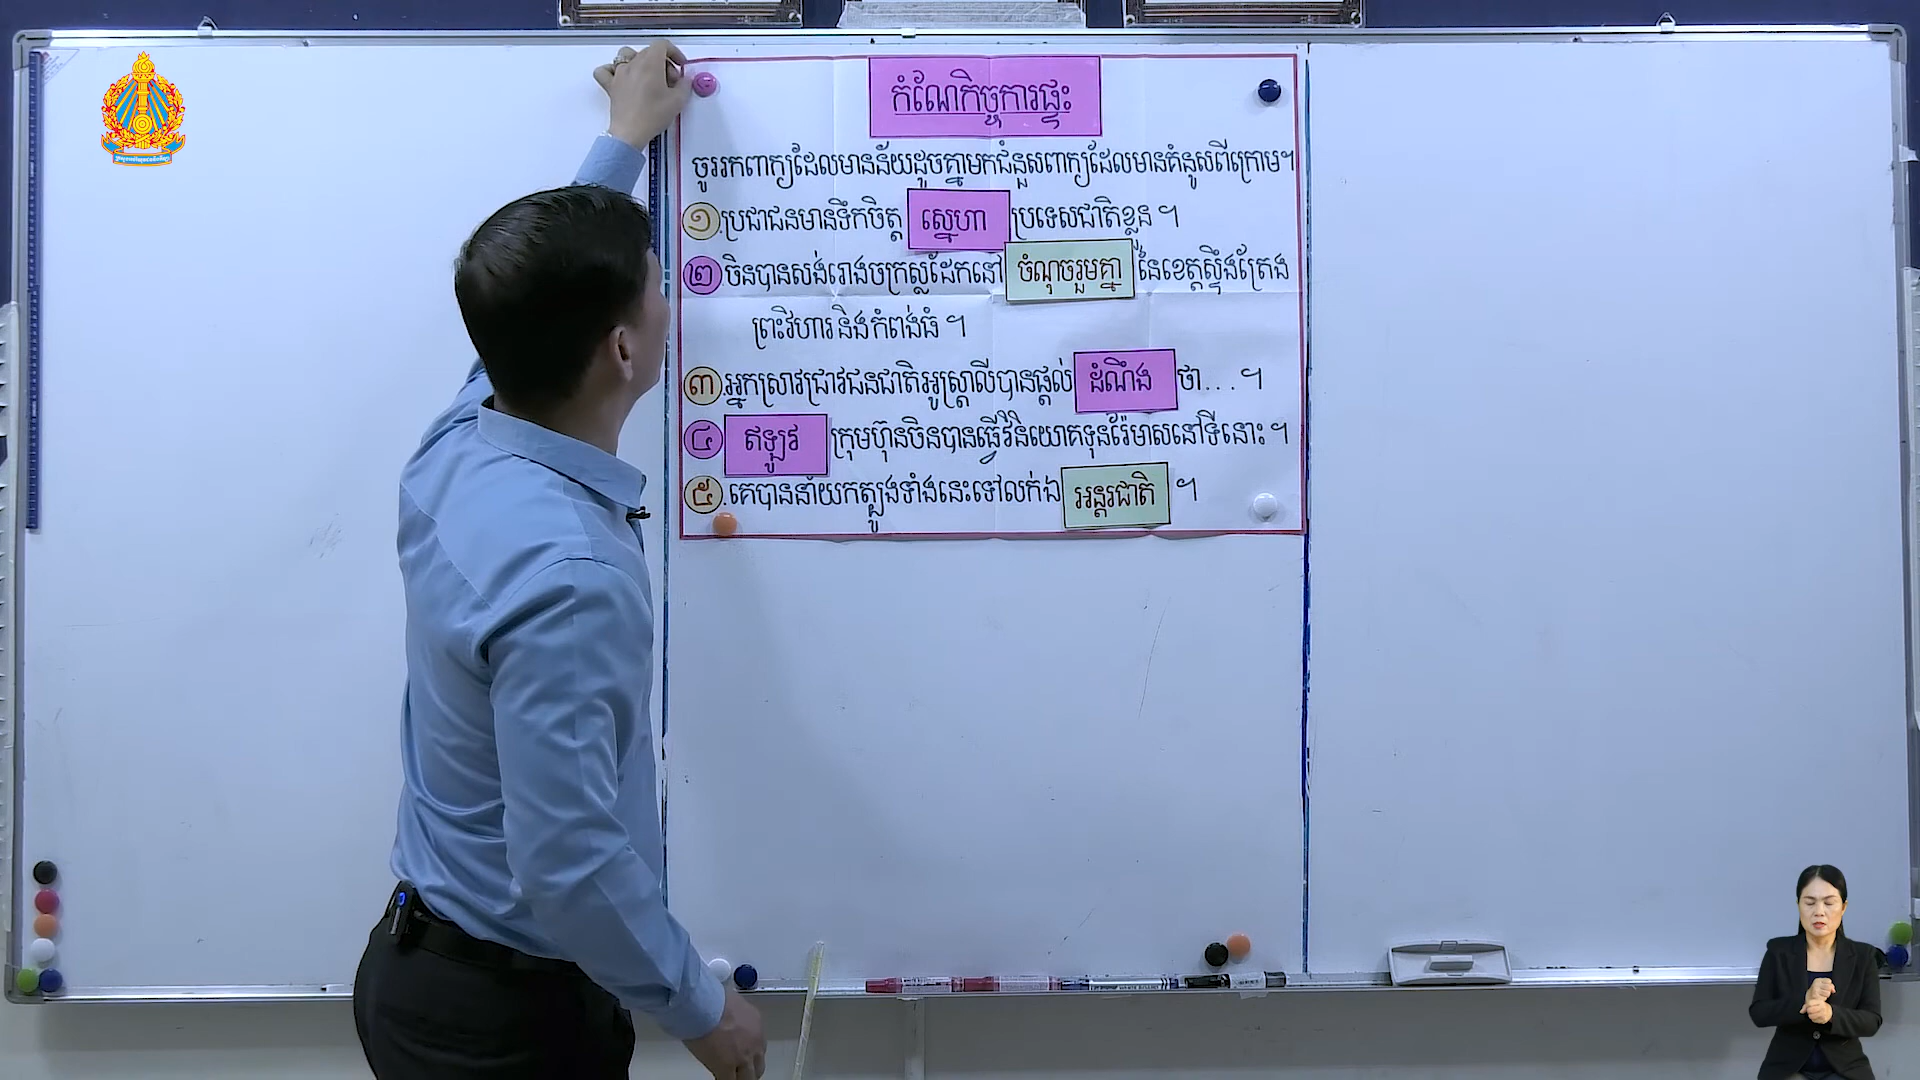 កំណែកិច្ចការផ្ទះ
ចូររកពាក្យដែលមានន័យដូចគ្នាមកជំនួសពាក្យដែលមានគំនូសពីក្រោម។
១.ប្រជាជនមានទឹកចិត្ត ស្នេហា ប្រទេសជាតិខ្លួន ។
២.ចិនបានសង់រោងចក្រស្លដែកនៅ ចំណុចរួមគ្នា នៃខេត្តស្ទឹងត្រែង
ព្រះវិហារ និង កំពង់ធំ ។
៣.អ្នកស្រាវជ្រាវជនជាតិអូស្ត្រាលីបានផ្តល់ ដំណឹង ថា... ។
៤ ឥឡូវ ក្រុមហ៊ុនចិនបានធ្វើវិនិយោគទុនរ៉ែមាសនៅទីនោះ ។
៥.គេបាននាំយកត្បូងទាំងនេះទៅលក់ឯ អន្តរជាតិ ។